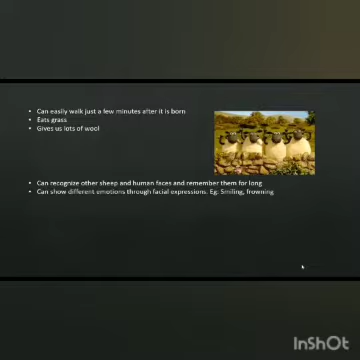 • Can easily walk just a few minutes after it is born
• Eats grass
• Gives us lots of wool
• Can recognize other sheep and human faces and remember them for long
• Can show different emotions through facial expressions. Eg. Smiling, frowning
InShOt